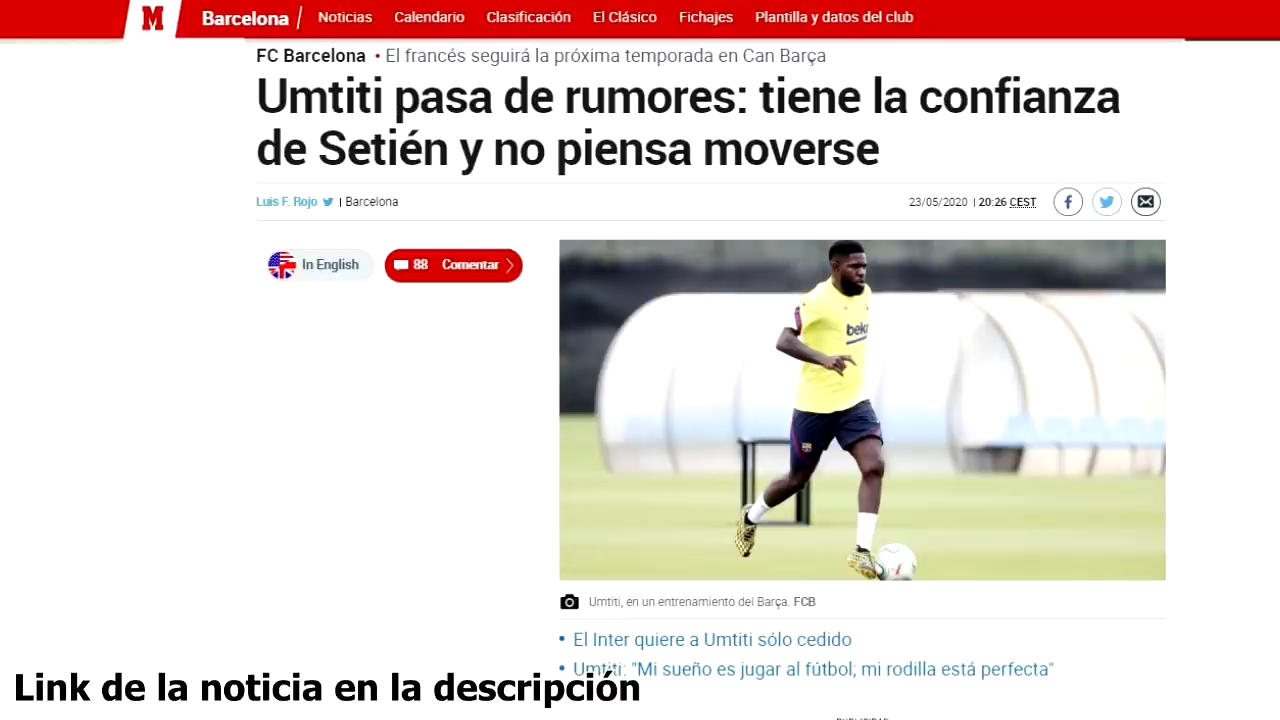 M Barcelona Noticias Calendario Clasificación El Clásico Fichajes Plantilla y datos del club
FC Barcelona • El francés seguirá la próxima temporada en Can Barça
Umtiti pasa de rumores: tiene la confianza
de Setién y no piensa moverse
Luis F. Rojo | Barcelona
23/05/2020 | 20:26 CEST
In English
88 Comentar
beko
Umtiti, en un entrenamiento del Barça. FCB
• El Inter quiere a Umtiti sólo cedido
• Umtiti: "Mi sueño es jugar al fútbol; mi rodilla está perfecta"
Link de la noticia en la descripción
PUBLICIDAD